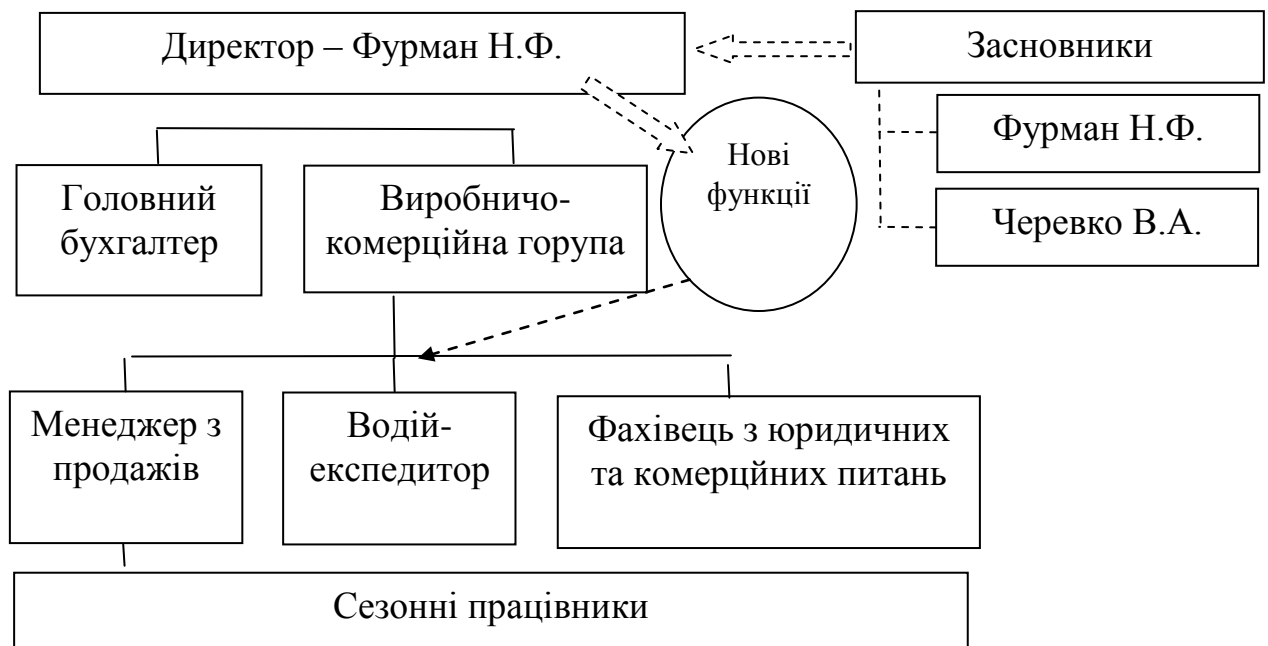 Директор – Фурман Н.Ф.
Засновники
Фурман Н.Ф.
Черевко В.А.
Нові
функції
Головний
бухгалтер
Виробничо-
комерційна горупа
Менеджер з
продажів
Водій-
експедитор
Фахівець з юридичних
та комерцйних питань
Сезонні працівники